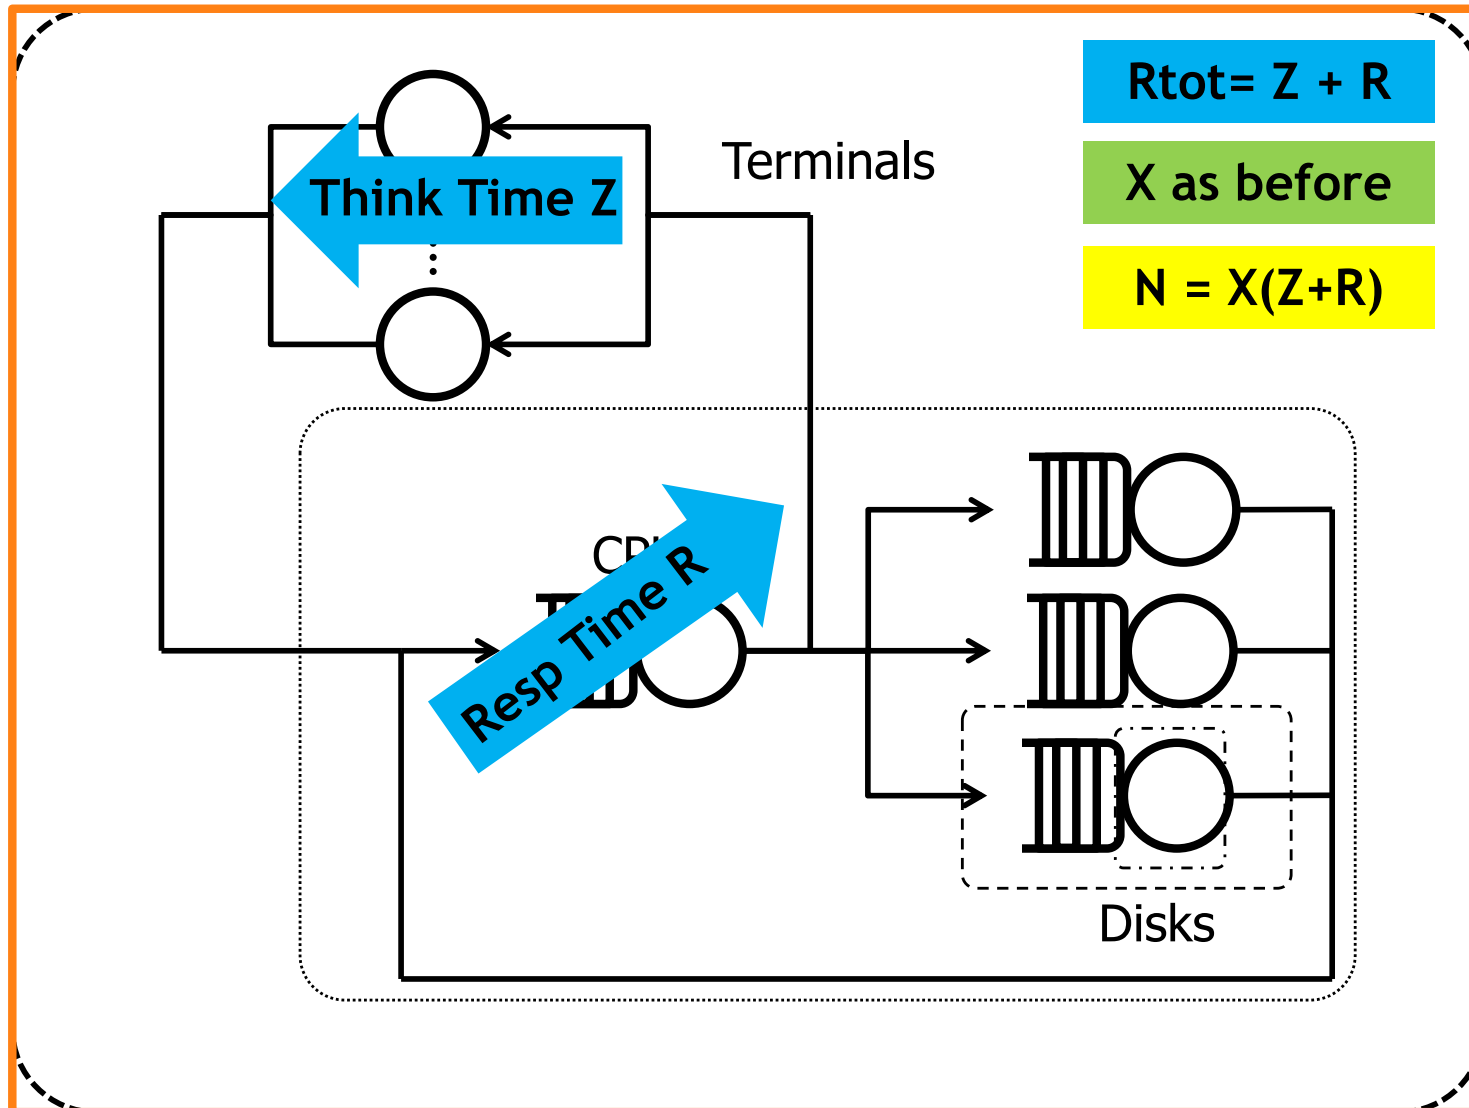 Rtot= Z + R
Terminals
X as before
Think Time Z
N = X(Z+R)
Resp Time R
Disks